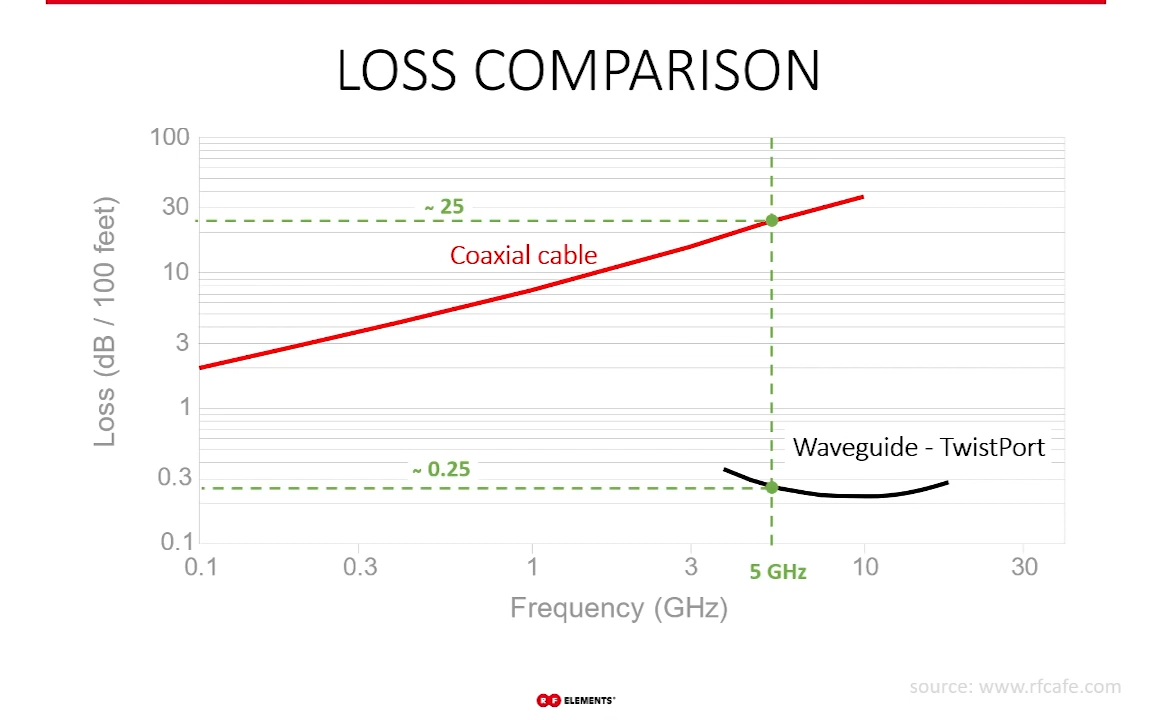 LOSS COMPARISON
100
30
10
3
1
0.3
0.1
Loss (dB / 100 feet)
~ 25
Coaxial cable
Waveguide - TwistPort
~ 0.25
0.1
0.3
1
3
5 GHz
10
30
Frequency (GHz)
source: www.rfcafe.com
RF ELEMENTS